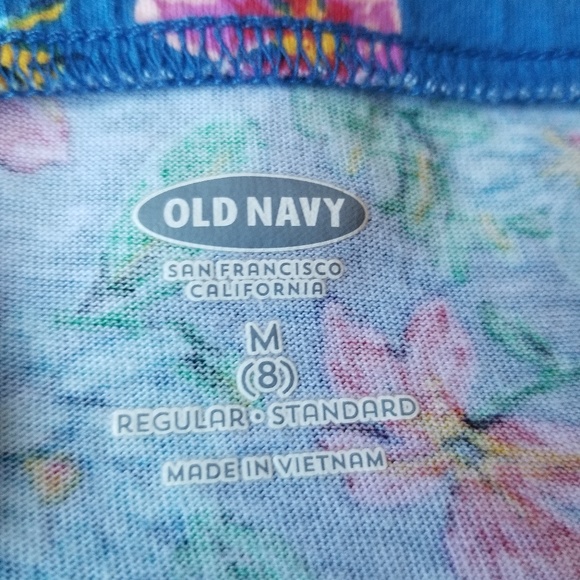 OLD NAVY
SAN FRANCISCO
CALIFORNIA
M
(8)
REGULAR • STANDARD
MADE IN VIETNAM